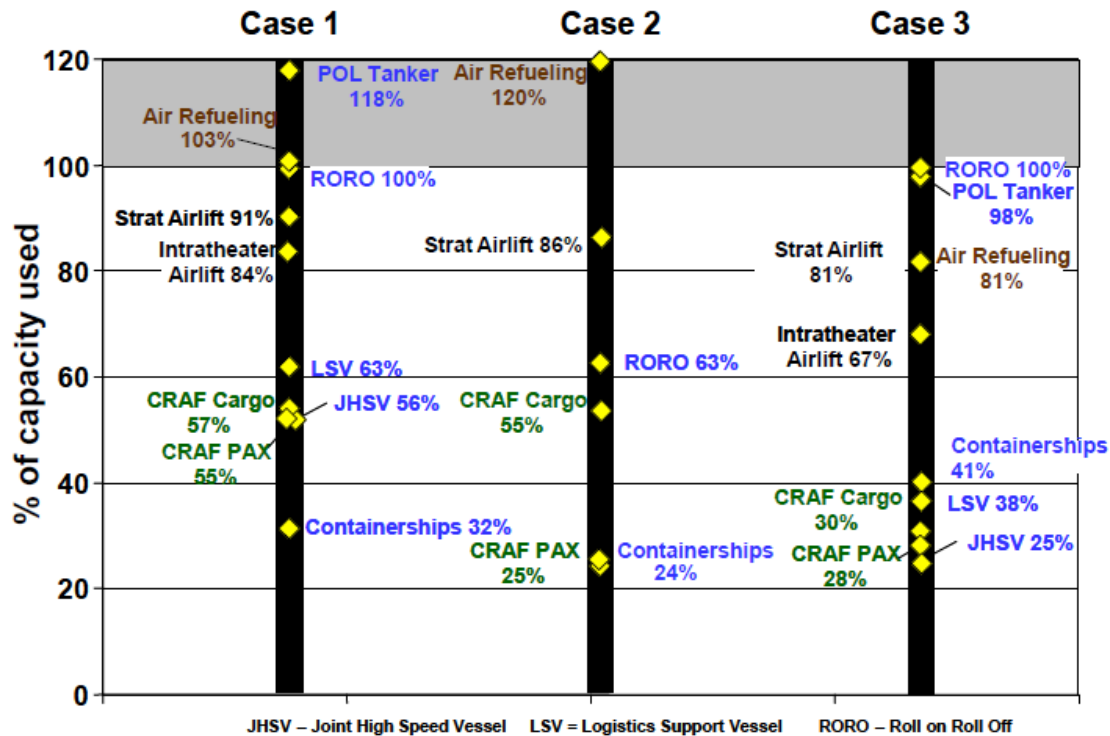 Case 1
Case 2
Case 3
% of capacity used
120
100
80
60
40
20
0
POL Tanker
118%
Air Refueling
103%
RORO 100%
Strat Airlift 91%
Intratheater
Airlift 84%
LSV 63%
CRAF Cargo
57%
JHSV 56%
CRAF PAX
55%
Containerships 32%
Air Refueling
120%
Strat Airlift 86%
RORO 63%
CRAF Cargo
55%
CRAF PAX
25%
Containerships
24%
RORO 100%
POL Tanker
98%
Strat Airlift
81%
Air Refueling
81%
Intratheater
Airlift 67%
Containerships
41%
CRAF Cargo
30%
LSV 38%
JHSV 25%
CRAF PAX
28%
JHSV – Joint High Speed Vessel LSV = Logistics Support Vessel RORO – Roll on Roll Off